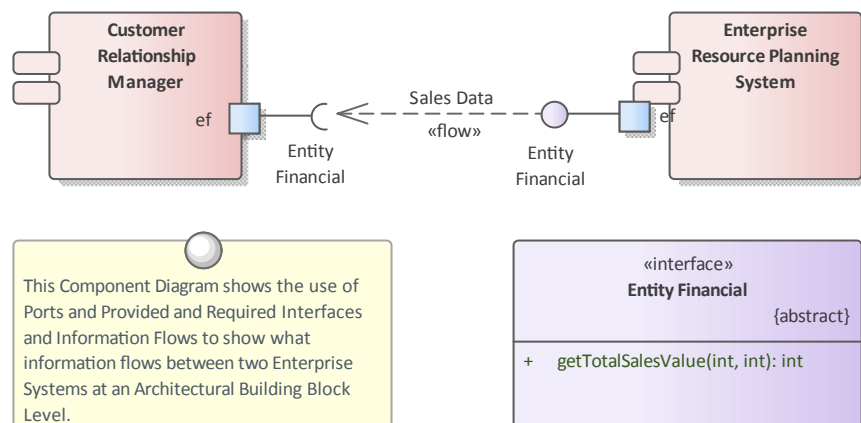 Customer
Relationship
Manager
ef
Entity
Financial
Sales Data
«flow»
Entity
Financial
ef
Enterprise
Resource Planning
System
This Component Diagram shows the use of
Ports and Provided and Required Interfaces
and Information Flows to show what
information flows between two Enterprise
Systems at an Architectural Building Block
Level.
«interface»
Entity Financial
{abstract}
+ getTotalSalesValue(int, int): int